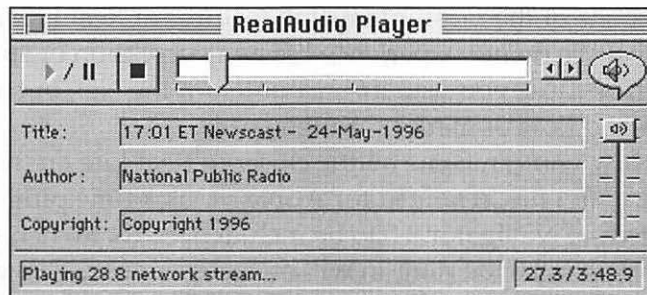 RealAudio Player
Title: 17:01 ET Newscast - 24-May-1996
Author: National Public Radio
Copyright: Copyright 1996
Playing 28.8 network stream... 27.3/3:48.9